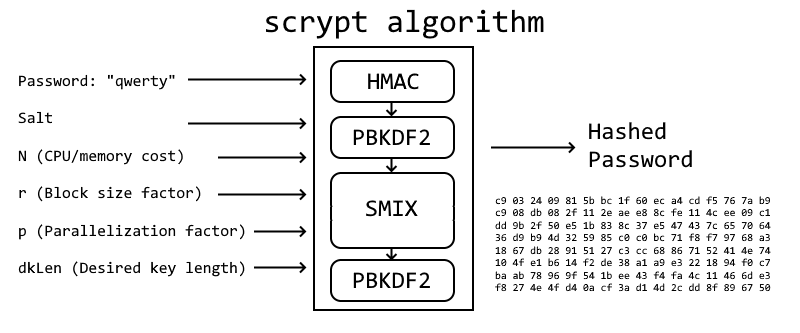 scrypt algorithm
Password: "qwerty"
Salt
N (CPU/memory cost)
r (Block size factor)
p (Parallelization factor)
dkLen (Desired key length)
HMAC
PBKDF2
SMIX
PBKDF2
Hashed
Password
c9 03 24 09 81 5b bc 1f 60 ec a4 cd f5 76 7a b9
c9 08 db 08 2f 11 2e ae e8 8c fe 11 4c ee 09 c1
dd 9b 2f 50 e5 1b 83 8c 37 e5 47 43 7c 65 70 64
36 d9 b9 4d 32 59 85 c0 c0 bc 71 f8 f7 97 68 a3
18 67 db 28 91 51 27 c3 cc 68 86 71 52 41 4e 74
10 4f e1 b6 14 f2 de 38 a1 a9 e3 22 18 94 f0 c7
ba ab 78 96 9f 54 1b ee 43 f4 fa 4c 11 46 6d e3
f8 27 4e 4f d4 0a cf 3a d1 4d 2c dd 8f 89 67 50